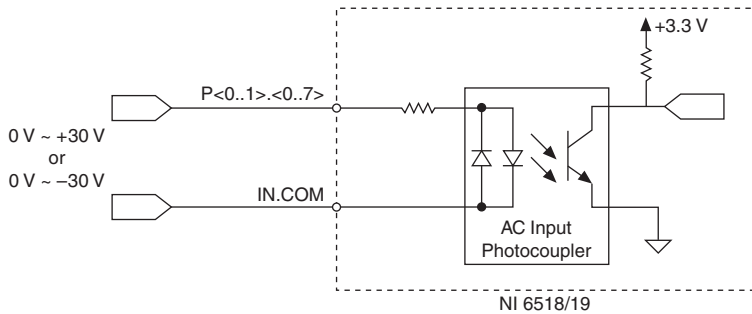 +3.3 V
P<0..1>.<0..7>
0 V ~ +30 V
or
0 V ~ –30 V
IN.COM
AC Input
Photocoupler
NI 6518/19